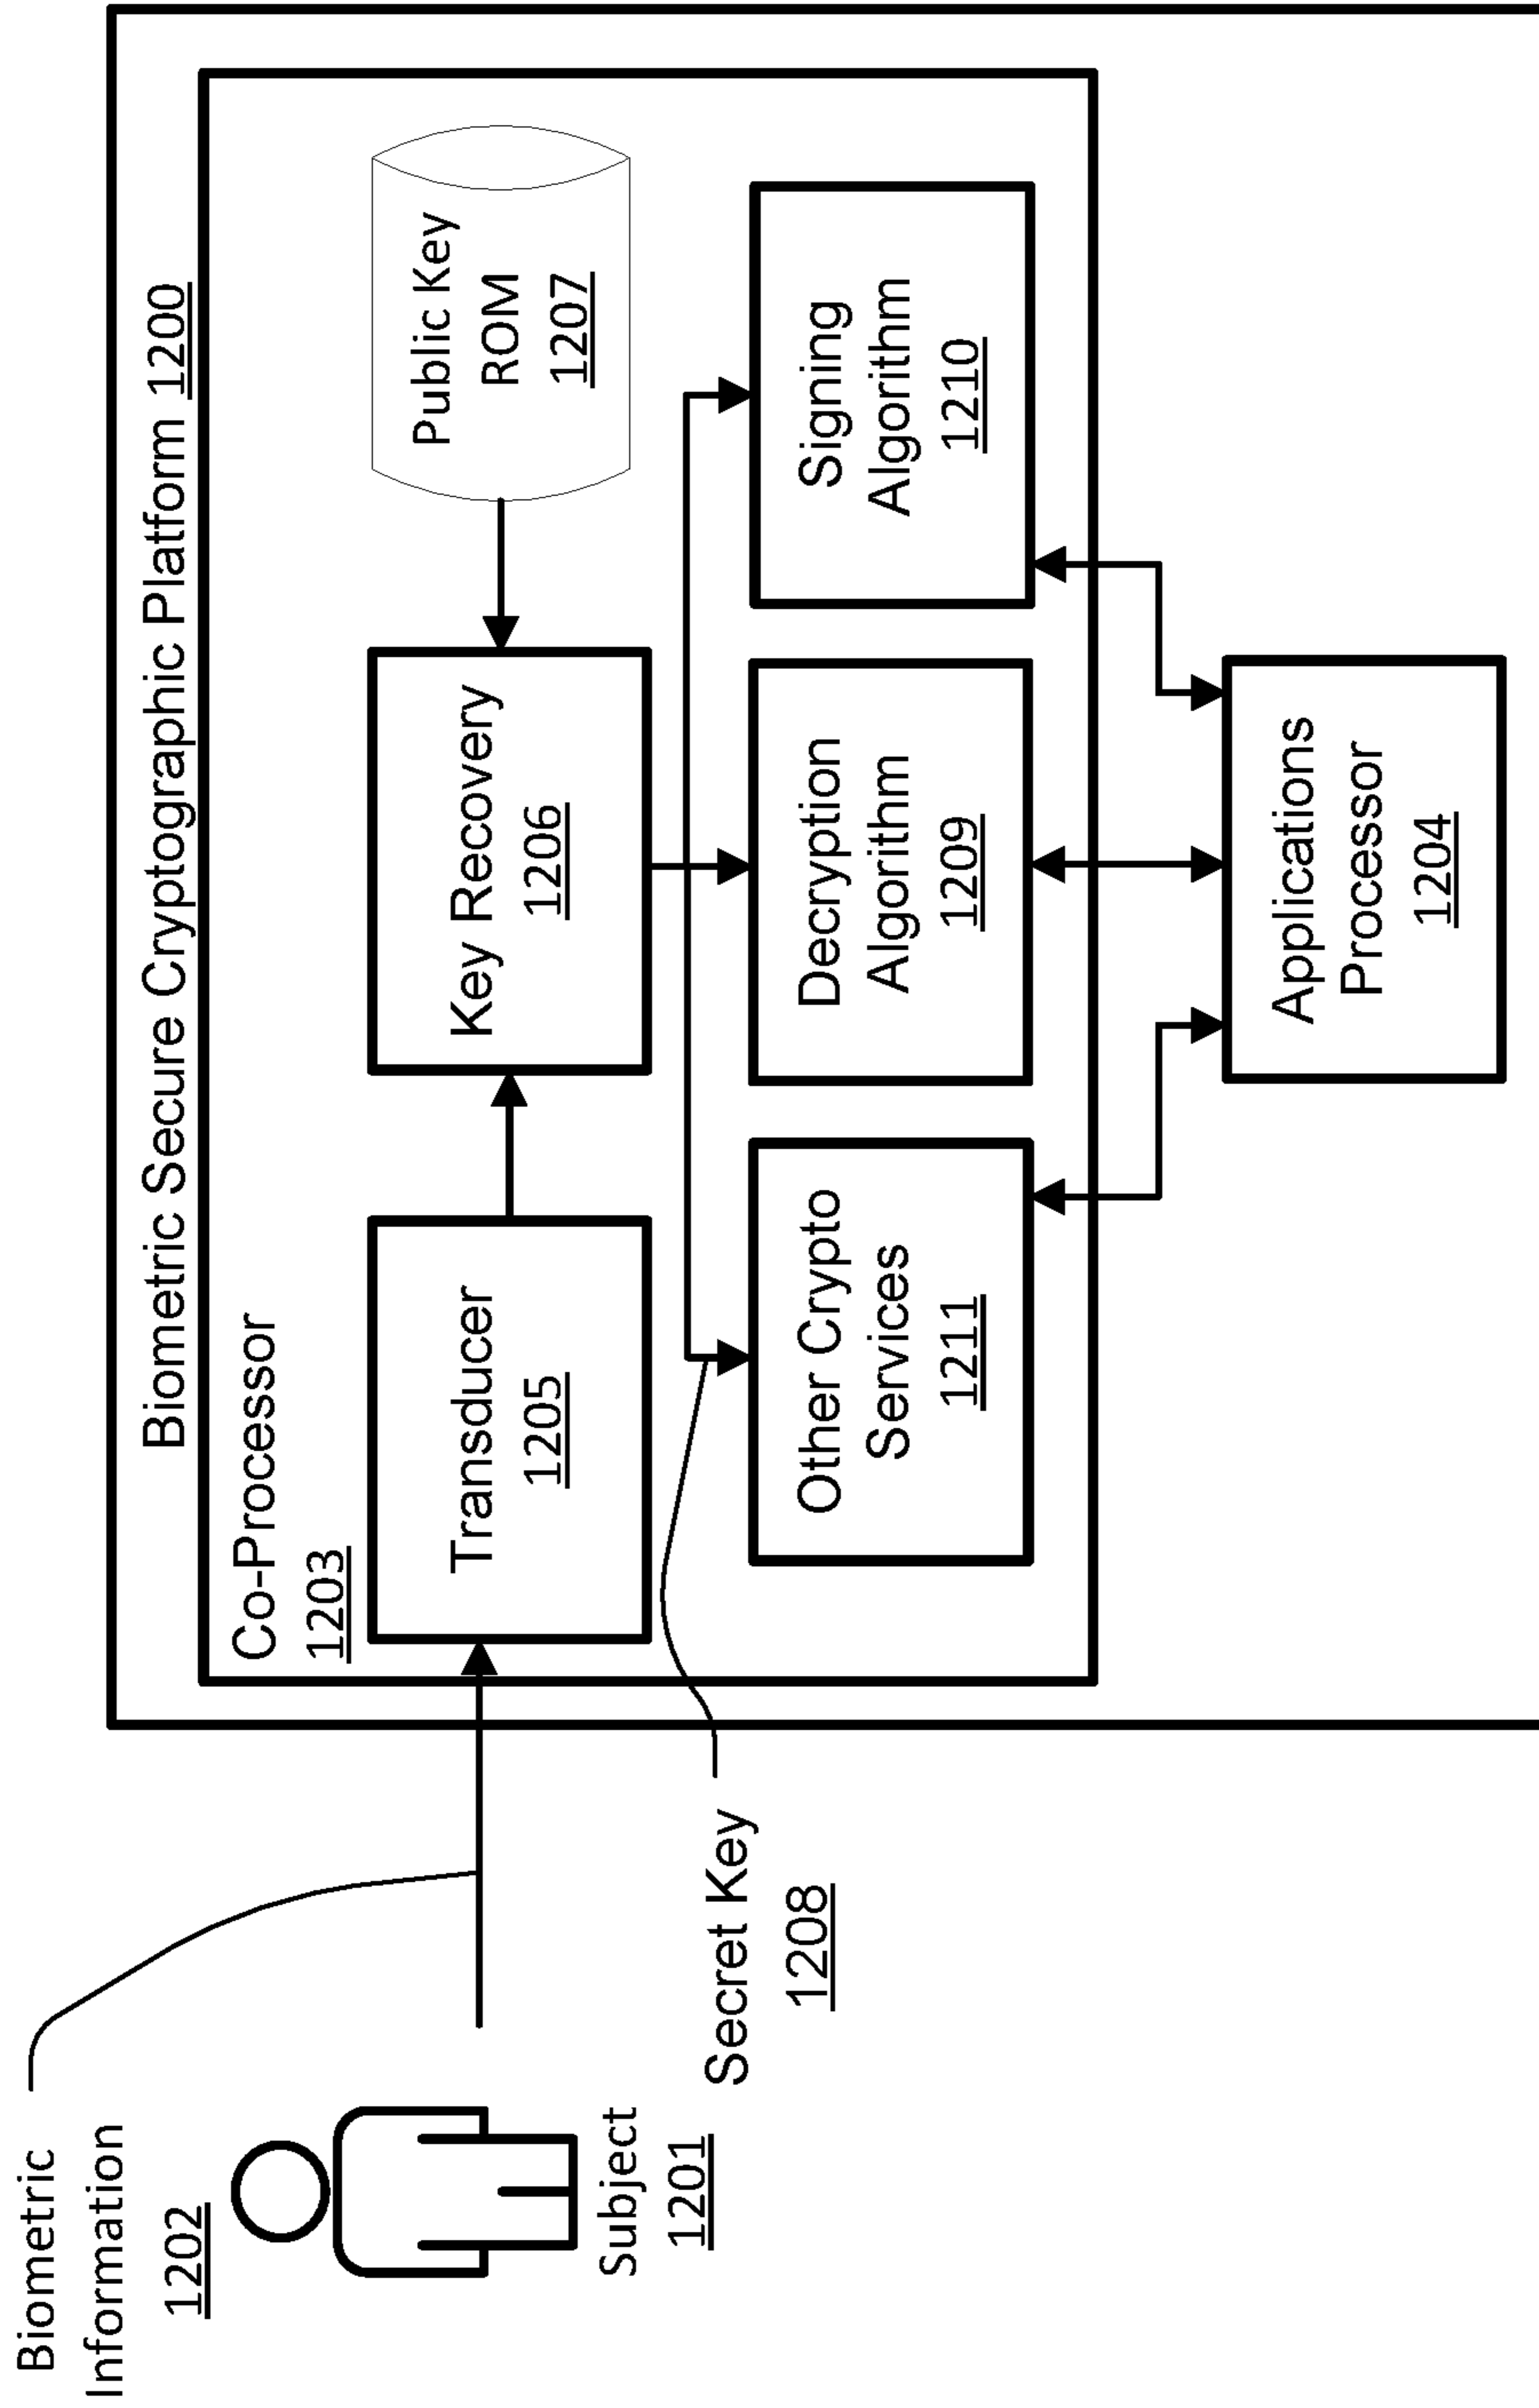 Biometric
Information
1202
Subject
1201
Secret Key
1208
Biometric Secure Cryptographic Platform 1200
Co-Processor
1203
Transducer
1205
Key Recovery
1206
Public Key
ROM
1207
Other Crypto
Services
1211
Decryption
Algorithm
1209
Signing
Algorithm
1210
Applications
Processor
1204